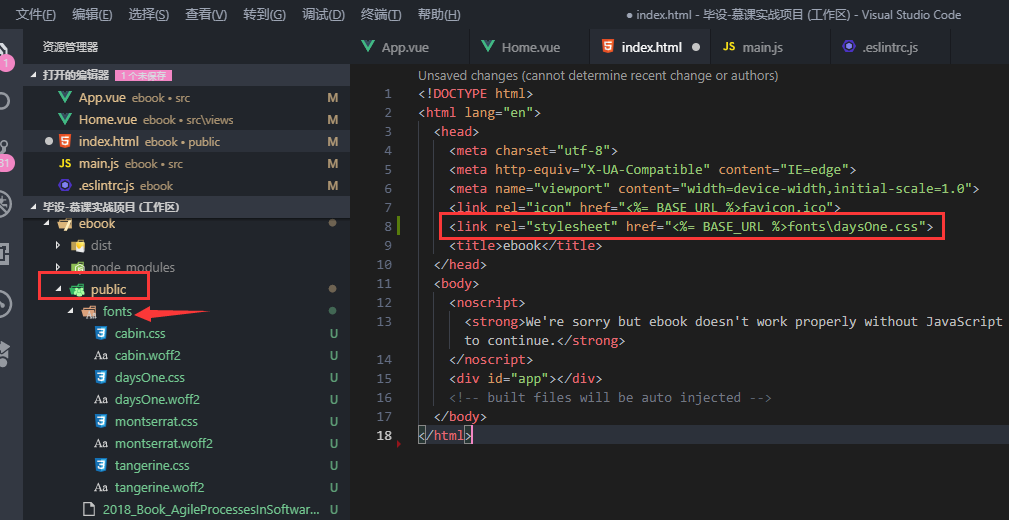 文件(F) 编辑(E) 选择(S) 查看(V) 转到(G) 调试(D) 终端(T) 帮助(H) ● index.html - 毕设-慕课实战项目 (工作区) - Visual Studio Code
资源管理器
App.vue Home.vue index.html ● JS main.js .eslintrc.js
打开的编辑器 1 个未保存
App.vue ebook • src M
Home.vue ebook • src\views M
● index.html ebook • public M
JS main.js ebook • src M
.eslintrc.js ebook M
毕设-慕课实战项目 (工作区)
ebook
dist
node_modules
public
fonts
cabin.css U
Aa cabin.woff2 U
daysOne.css U
Aa daysOne.woff2 U
montserrat.css U
Aa montserrat.woff2 U
tangerine.css U
Aa tangerine.woff2 U
2018_Book_AgileProcessesInSoftwar... U
1
31
Unsaved changes (cannot determine recent change or authors)
1 <!DOCTYPE html>
2 <html lang="en">
3 <head>
4 <meta charset="utf-8">
5 <meta http-equiv="X-UA-Compatible" content="IE=edge">
6 <meta name="viewport" content="width=device-width,initial-scale=1.0">
7 <link rel="icon" href="<%= BASE_URL %>favicon.ico">
8 <link rel="stylesheet" href="<%= BASE_URL %>fonts\daysOne.css">
9 <title>ebook</title>
10 </head>
11 <body>
12 <noscript>
13 <strong>We're sorry but ebook doesn't work properly without JavaScript
to continue.</strong>
14 </noscript>
15 <div id="app"></div>
16 <!-- built files will be auto injected -->
17 </body>
18 </html>